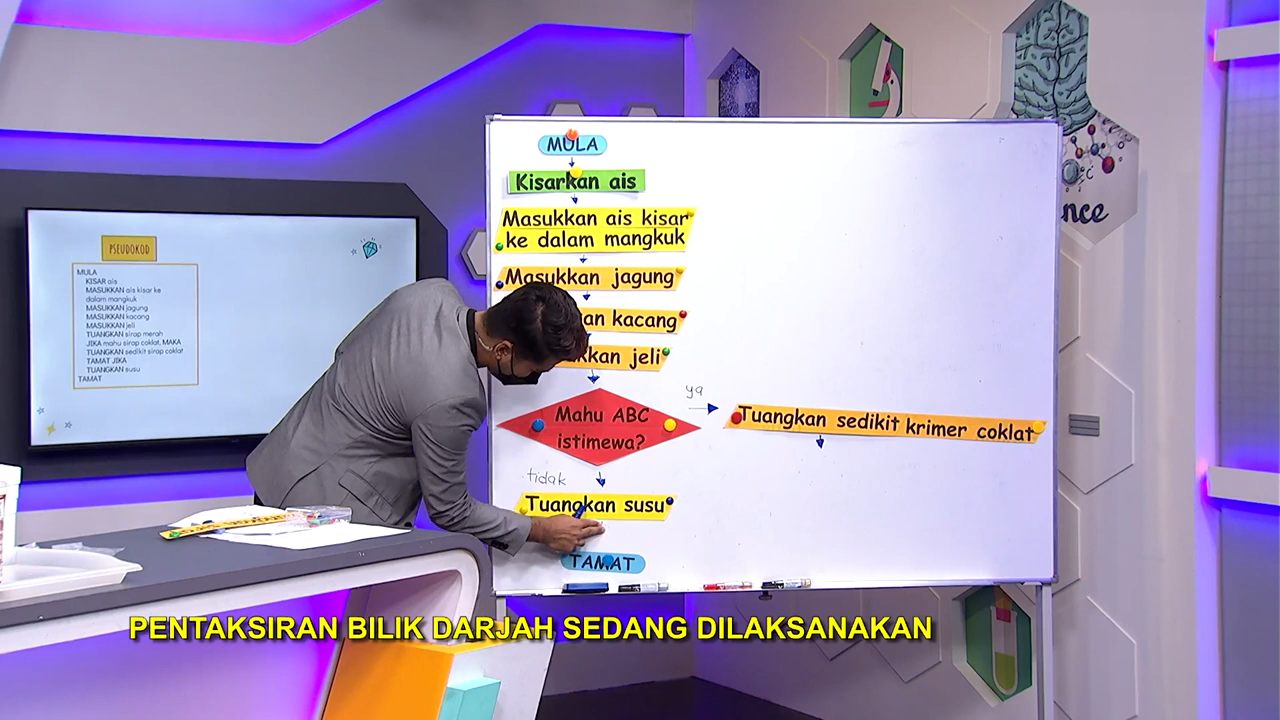 PSEUDOKOD
MULA
KISAR ais
MASUKKAN ais kisar ke
dalam mangkuk
MASUKKAN jagung
MASUKKAN kacang
MASUKKAN jeli
TUANGKAN sirap merah
JIKA mahu sirap coklat, MAKA
TUANGKAN sedikit sirap coklat
TAMAT JIKA
TUANGKAN susu
TAMAT
MULA
Kisarkan ais
Masukkan ais kisar
ke dalam mangkuk
Masukkan jagung
kacang
jeli
Mahu ABC
istimewa?
ya
Tuangkan sedikit krimer coklat
tidak
Tuangkan susu
TAMAT
PENTAKSIRAN BILIK DARJAH SEDANG DILAKSANAKAN